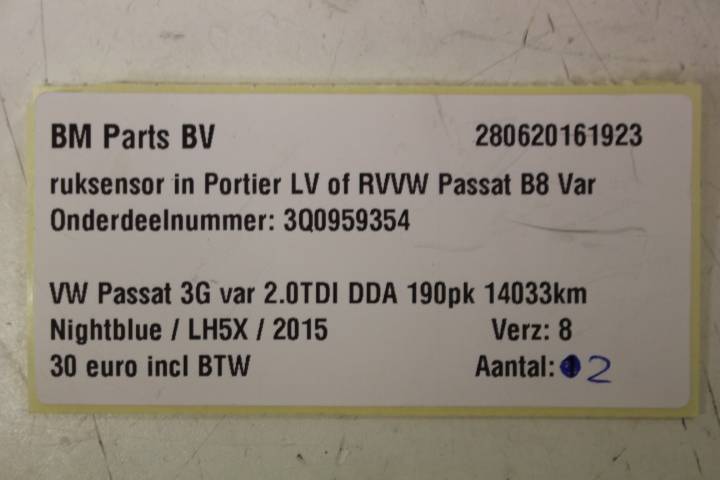 BM Parts BV 280620161923
ruksensor in Portier LV of RVVW Passat B8 Var
Onderdeelnummer: 3Q0959354
VW Passat 3G var 2.0TDI DDA 190pk 14033km
Nightblue / LH5X / 2015 Verz: 8
30 euro incl BTW Aantal: 2